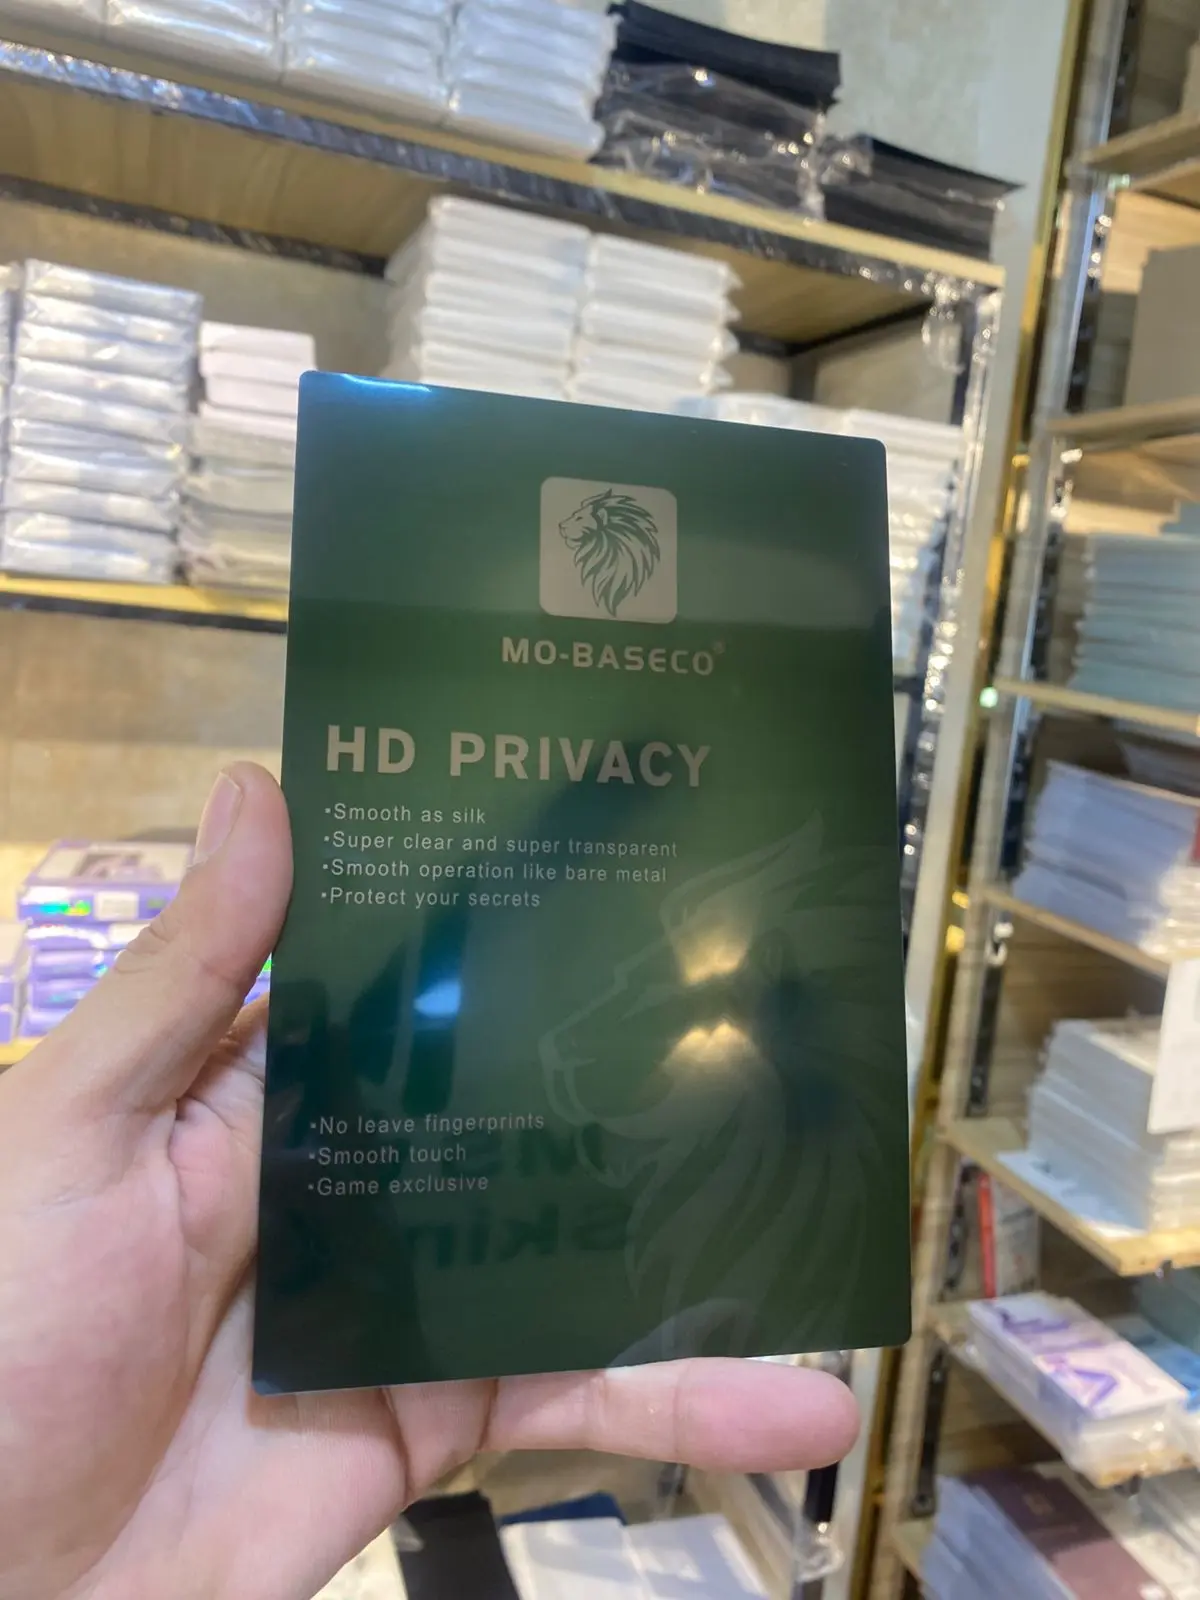 MO-BASECO®
HD PRIVACY
·Smooth as silk
·Super clear and super transparent
·Smooth operation like bare metal
·Protect your secrets
·No leave fingerprints
·Smooth touch
·Game exclusive